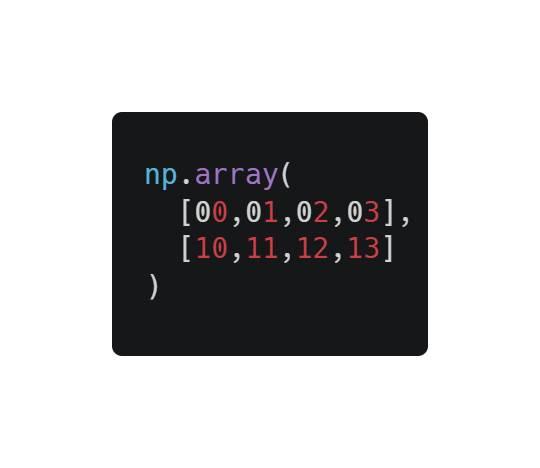 np.array(
  [00,01,02,03],
  [10,11,12,13]
)